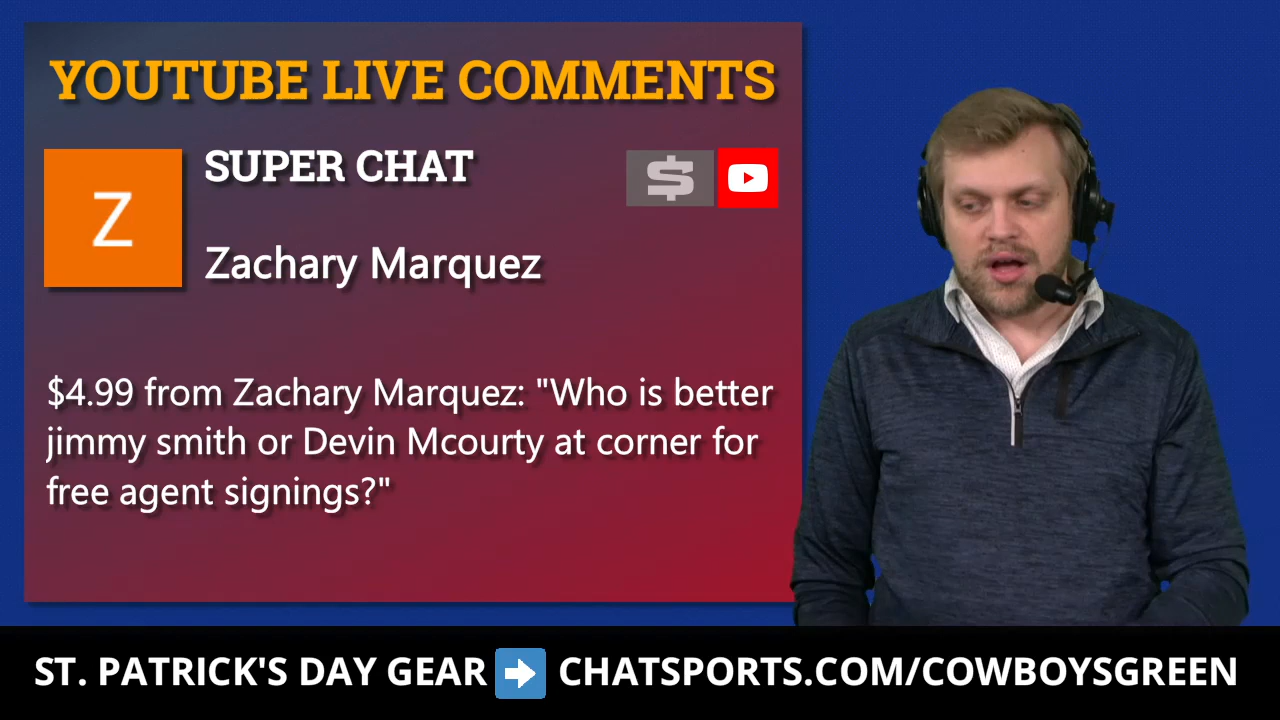 YOUTUBE LIVE COMMENTS
SUPER CHAT
Z
Zachary Marquez
$4.99 from Zachary Marquez: "Who is better
jimmy smith or Devin Mcourty at corner for
free agent signings?"
ST. PATRICK'S DAY GEAR ➡ CHATSPORTS.COM/COWBOYSGREEN